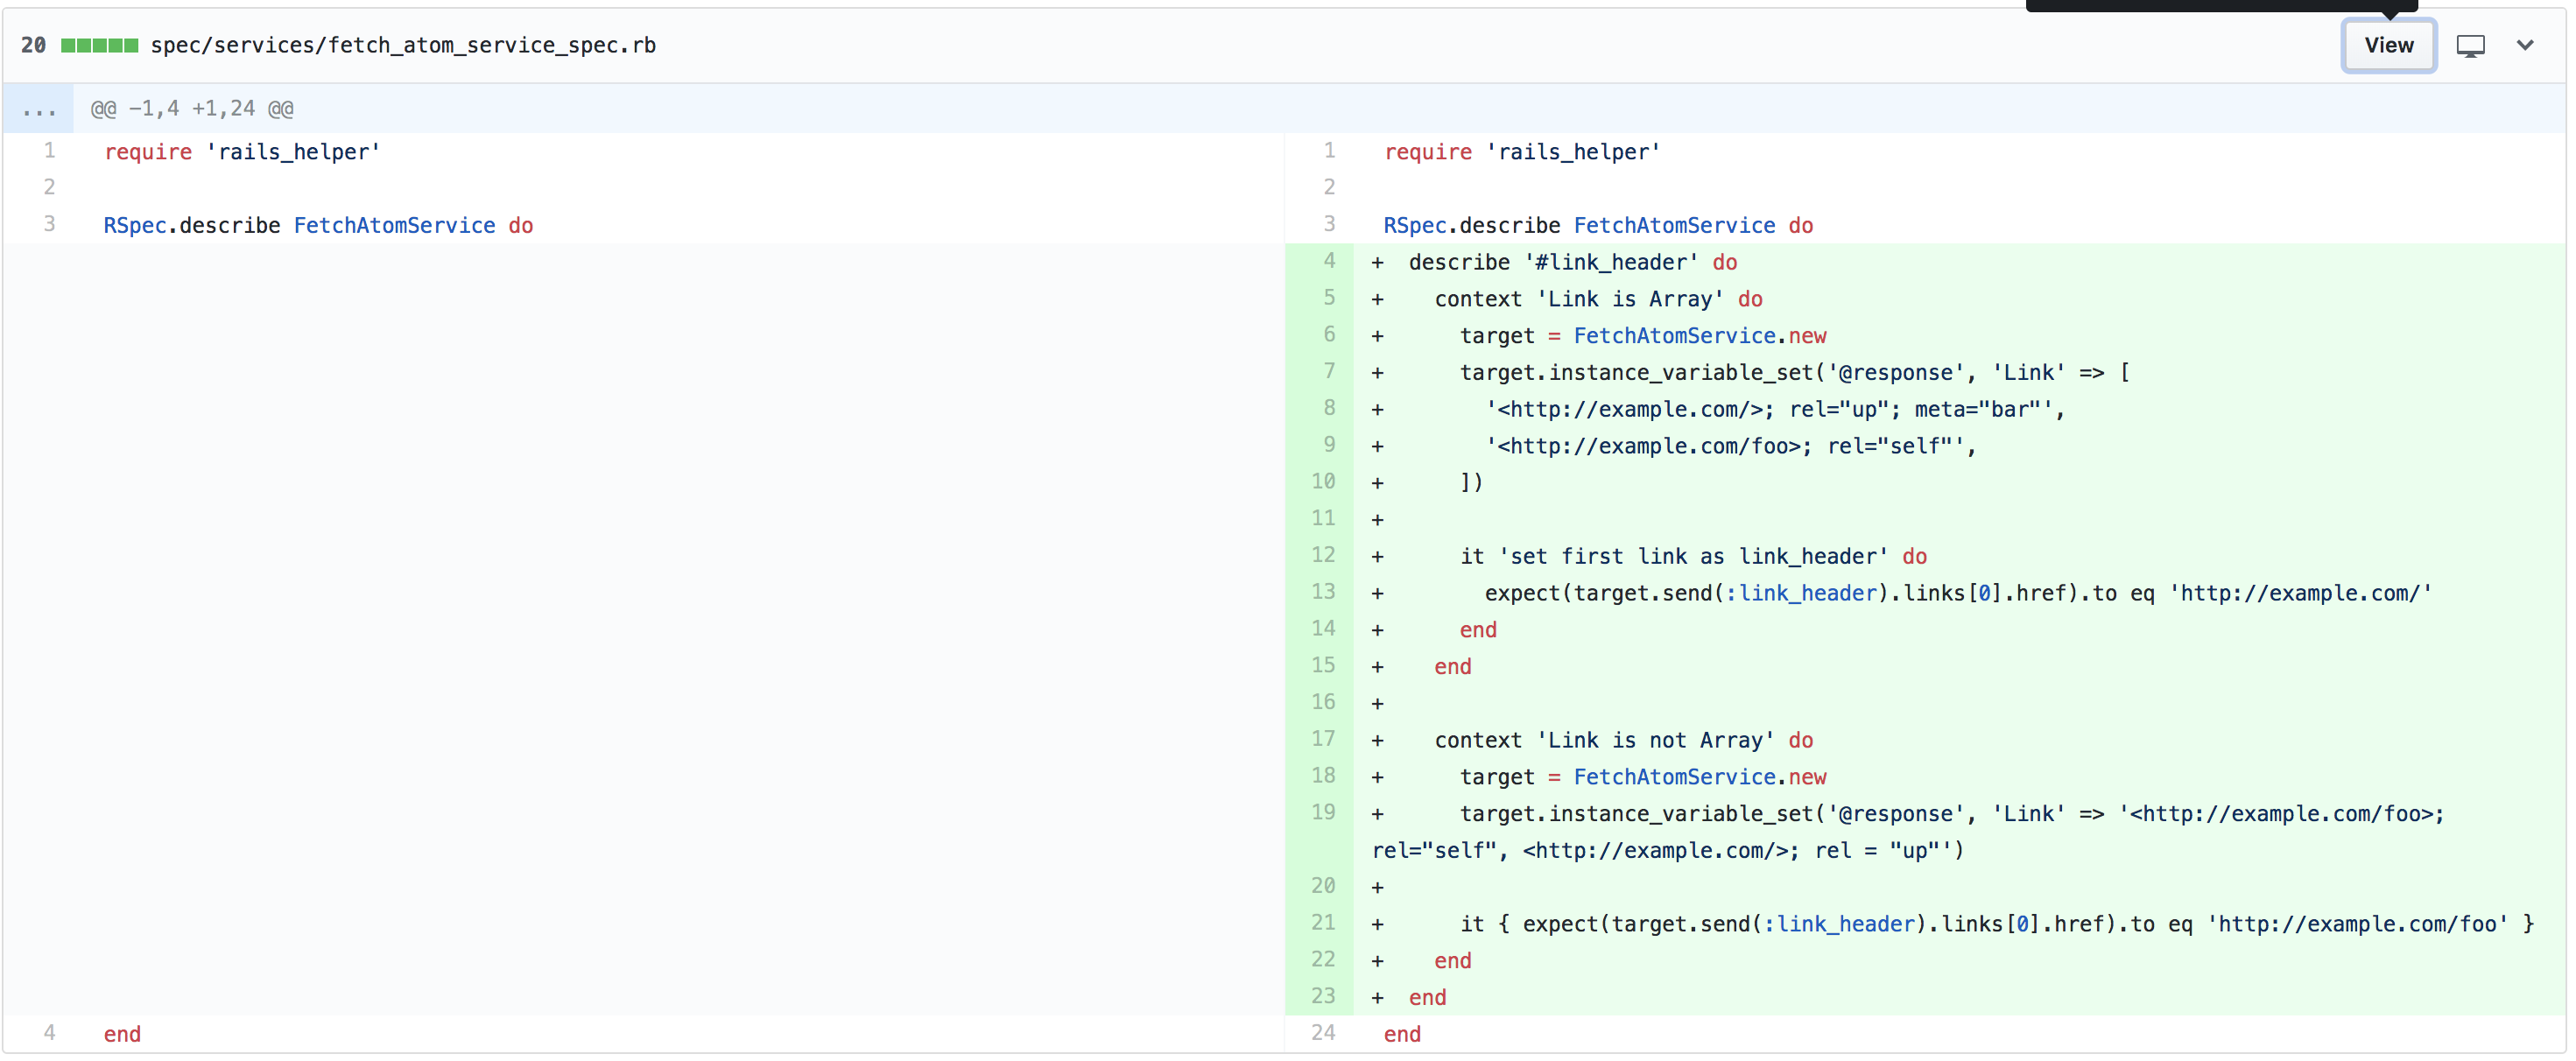 20 spec/services/fetch_atom_service_spec.rb View
... @@ -1,4 +1,24 @@
1 require 'rails_helper'
2
3 RSpec.describe FetchAtomService do
4 end
1 require 'rails_helper'
2
3 RSpec.describe FetchAtomService do
4 + describe '#link_header' do
5 + context 'Link is Array' do
6 + target = FetchAtomService.new
7 + target.instance_variable_set('@response', 'Link' => [
8 + '<http://example.com/>; rel="up"; meta="bar"',
9 + '<http://example.com/foo>; rel="self"',
10 + ])
11 +
12 + it 'set first link as link_header' do
13 + expect(target.send(:link_header).links[0].href).to eq 'http://example.com/'
14 + end
15 + end
16 +
17 + context 'Link is not Array' do
18 + target = FetchAtomService.new
19 + target.instance_variable_set('@response', 'Link' => '<http://example.com/foo>;
rel="self", <http://example.com/>; rel = "up"')
20 +
21 + it { expect(target.send(:link_header).links[0].href).to eq 'http://example.com/foo' }
22 + end
23 + end
24 end